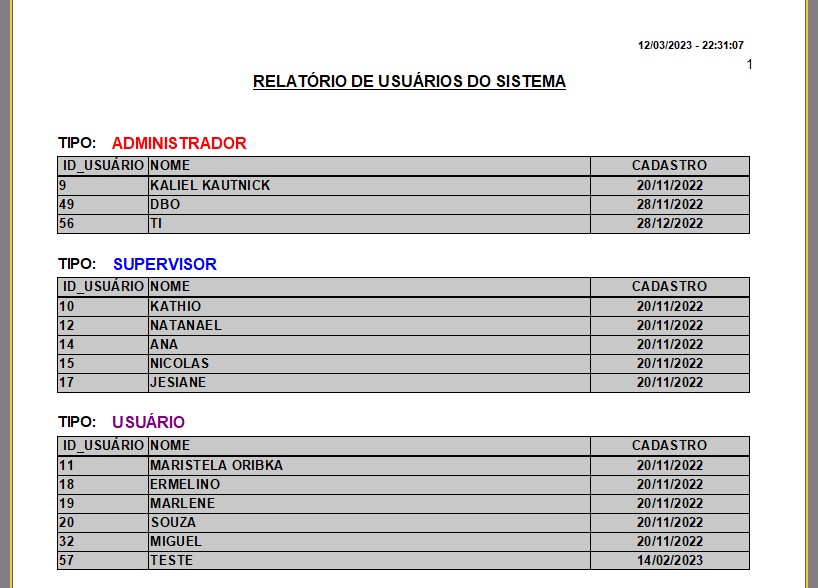 12/03/2023 - 22:31:07
1
RELATÓRIO DE USUÁRIOS DO SISTEMA
TIPO: ADMINISTRADOR
ID_USUÁRIO NOME CADASTRO
9 KALIEL KAUTNICK 20/11/2022
49 DBO 28/11/2022
56 TI 28/12/2022
TIPO: SUPERVISOR
ID_USUÁRIO NOME CADASTRO
10 KATHIO 20/11/2022
12 NATANAEL 20/11/2022
14 ANA 20/11/2022
15 NICOLAS 20/11/2022
17 JESIANE 20/11/2022
TIPO: USUÁRIO
ID_USUÁRIO NOME CADASTRO
11 MARISTELA ORIBKA 20/11/2022
18 ERMELINO 20/11/2022
19 MARLENE 20/11/2022
20 SOUZA 20/11/2022
32 MIGUEL 20/11/2022
57 TESTE 14/02/2023